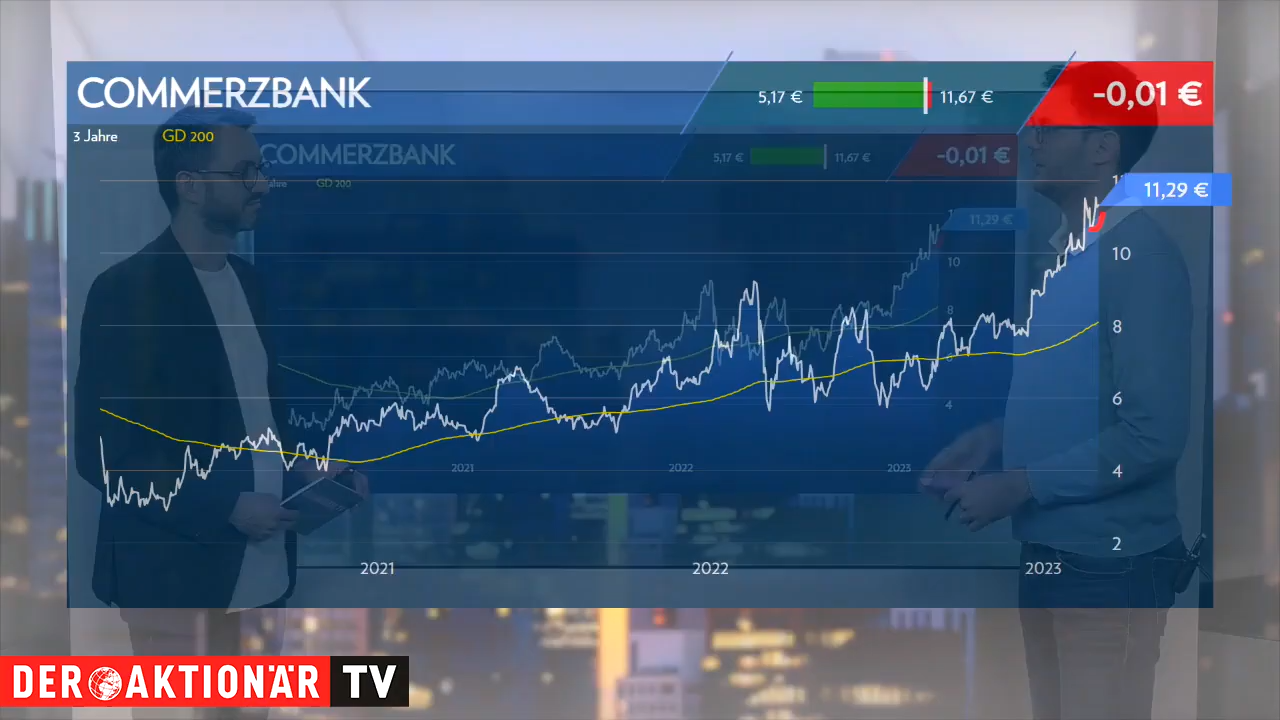 COMMERZBANK
5,17 € 11,67 €
-0,01 €
3 Jahre GD 200
COMMERZBANK
5,17 € 11,67 €
-0,01 €
GD 200
11,29 €
11,29 €
10
10
8
8
6
6
4
4
2
2021 2022 2023
2021 2022 2023
DER AKTIONÄR TV